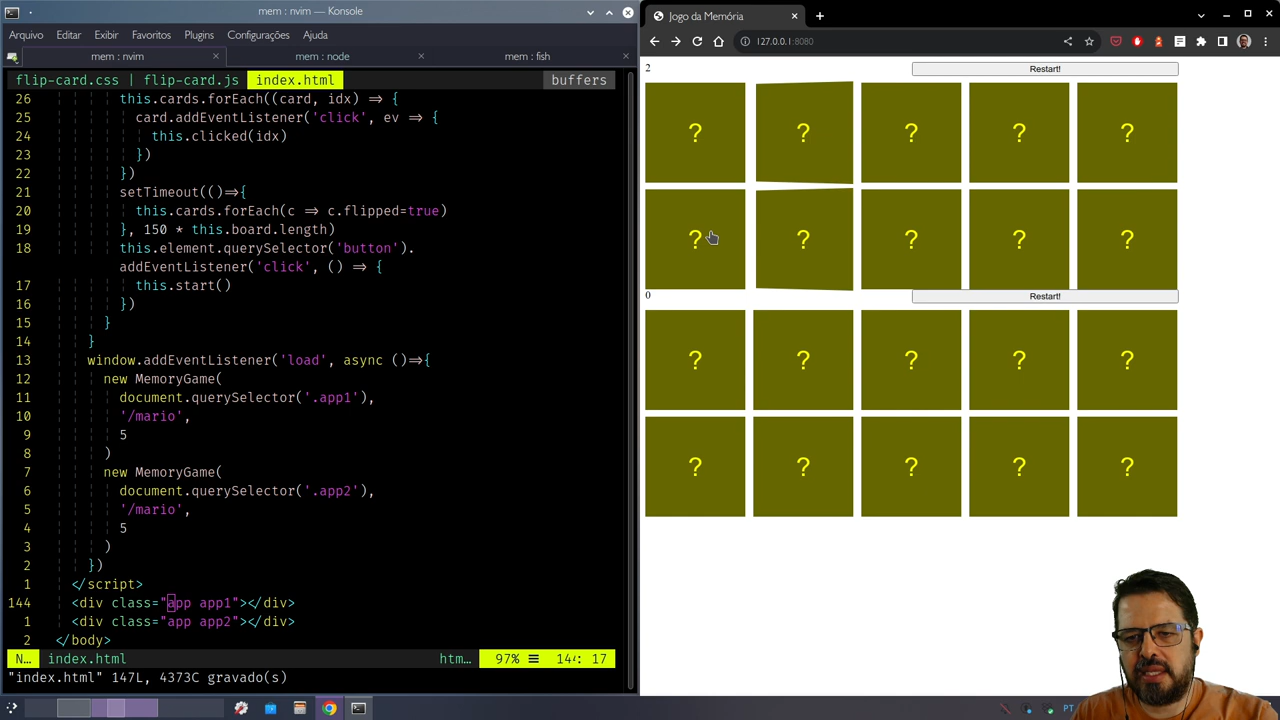 mem : nvim — Konsole
Arquivo Editar Exibir Favoritos Plugins Configurações Ajuda
mem : nvim
mem : node
mem : fish
flip-card.css | flip-card.js index.html buffers
26 this.cards.forEach((card, idx) => {
25 card.addEventListener('click', ev => {
24 this.clicked(idx)
23 })
22 })
21 setTimeout(()=>{
20 this.cards.forEach(c => c.flipped=true)
19 }, 150 * this.board.length)
18 this.element.querySelector('button').
addEventListener('click', () => {
17 this.start()
16 })
15 }
14 }
13 window.addEventListener('load', async ()=>{
12 new MemoryGame(
11 document.querySelector('.app1'),
10 '/mario',
9 5
8 )
7 new MemoryGame(
6 document.querySelector('.app2'),
5 '/mario',
4 5
3 )
2 })
1 </script>
144 <div class="app app1"></div>
1 <div class="app app2"></div>
2 </body>
N… index.html htm… 97% ☰ 144: 17
"index.html" 147L, 4373C gravado(s)
PT
Jogo da Memória
127.0.0.1:8080
2 Restart!
? ? ? ? ?
? ? ? ? ?
0 Restart!
? ? ? ? ?
? ? ? ? ?